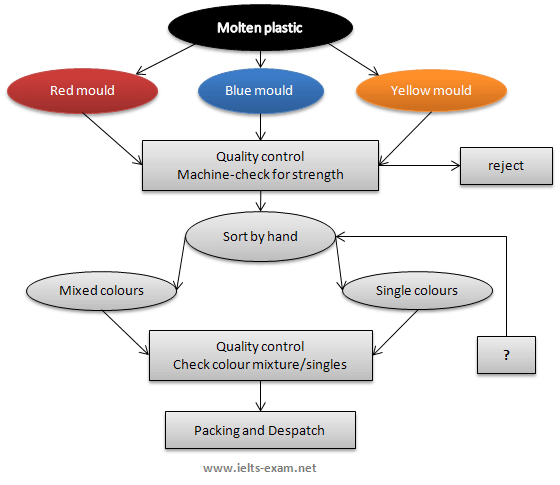 Molten plastic
Red mould
Blue mould
Yellow mould
Quality control
Machine-check for strength
reject
Sort by hand
Mixed colours
Single colours
Quality control
Check colour mixture/singles
?
Packing and Despatch
www.ielts-exam.net